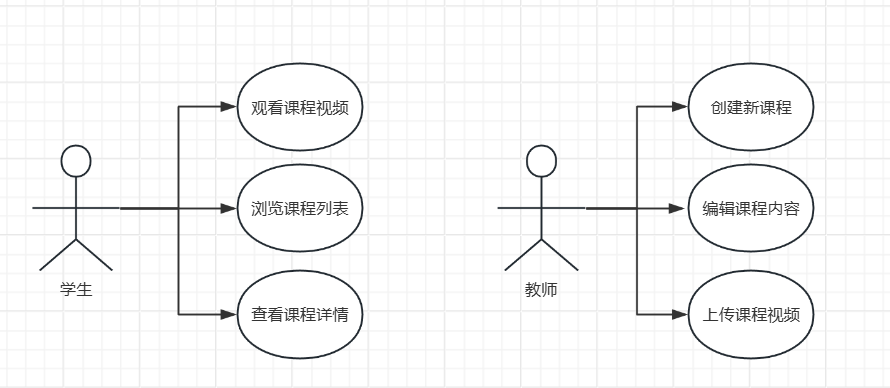 观看课程视频
浏览课程列表
查看课程详情
学生
创建新课程
编辑课程内容
上传课程视频
教师